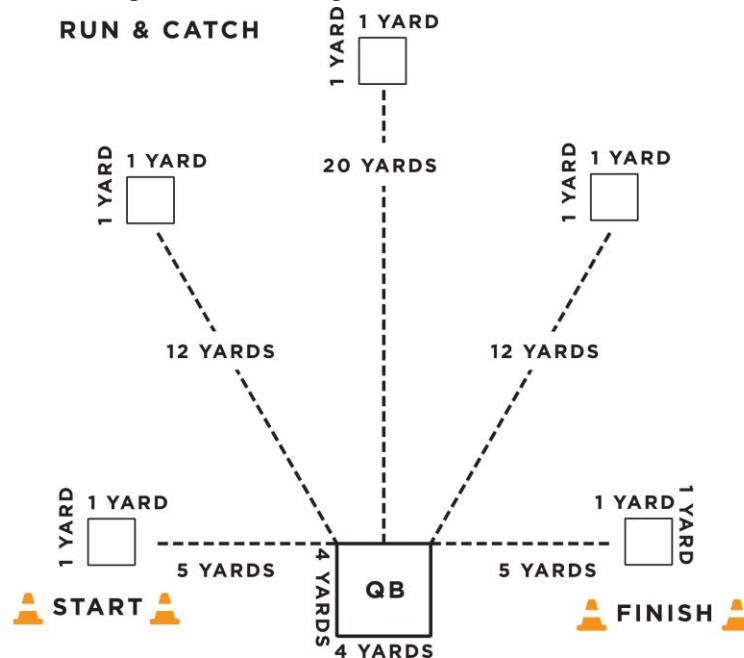 RUN & CATCH
1 YARD
1 YARD
1 YARD
1 YARD
20 YARDS
1 YARD
1 YARD
12 YARDS
12 YARDS
1 YARD
1 YARD
1 YARD
1 YARD
5 YARDS
4 YARDS
QB
5 YARDS
START
FINISH
4 YARDS